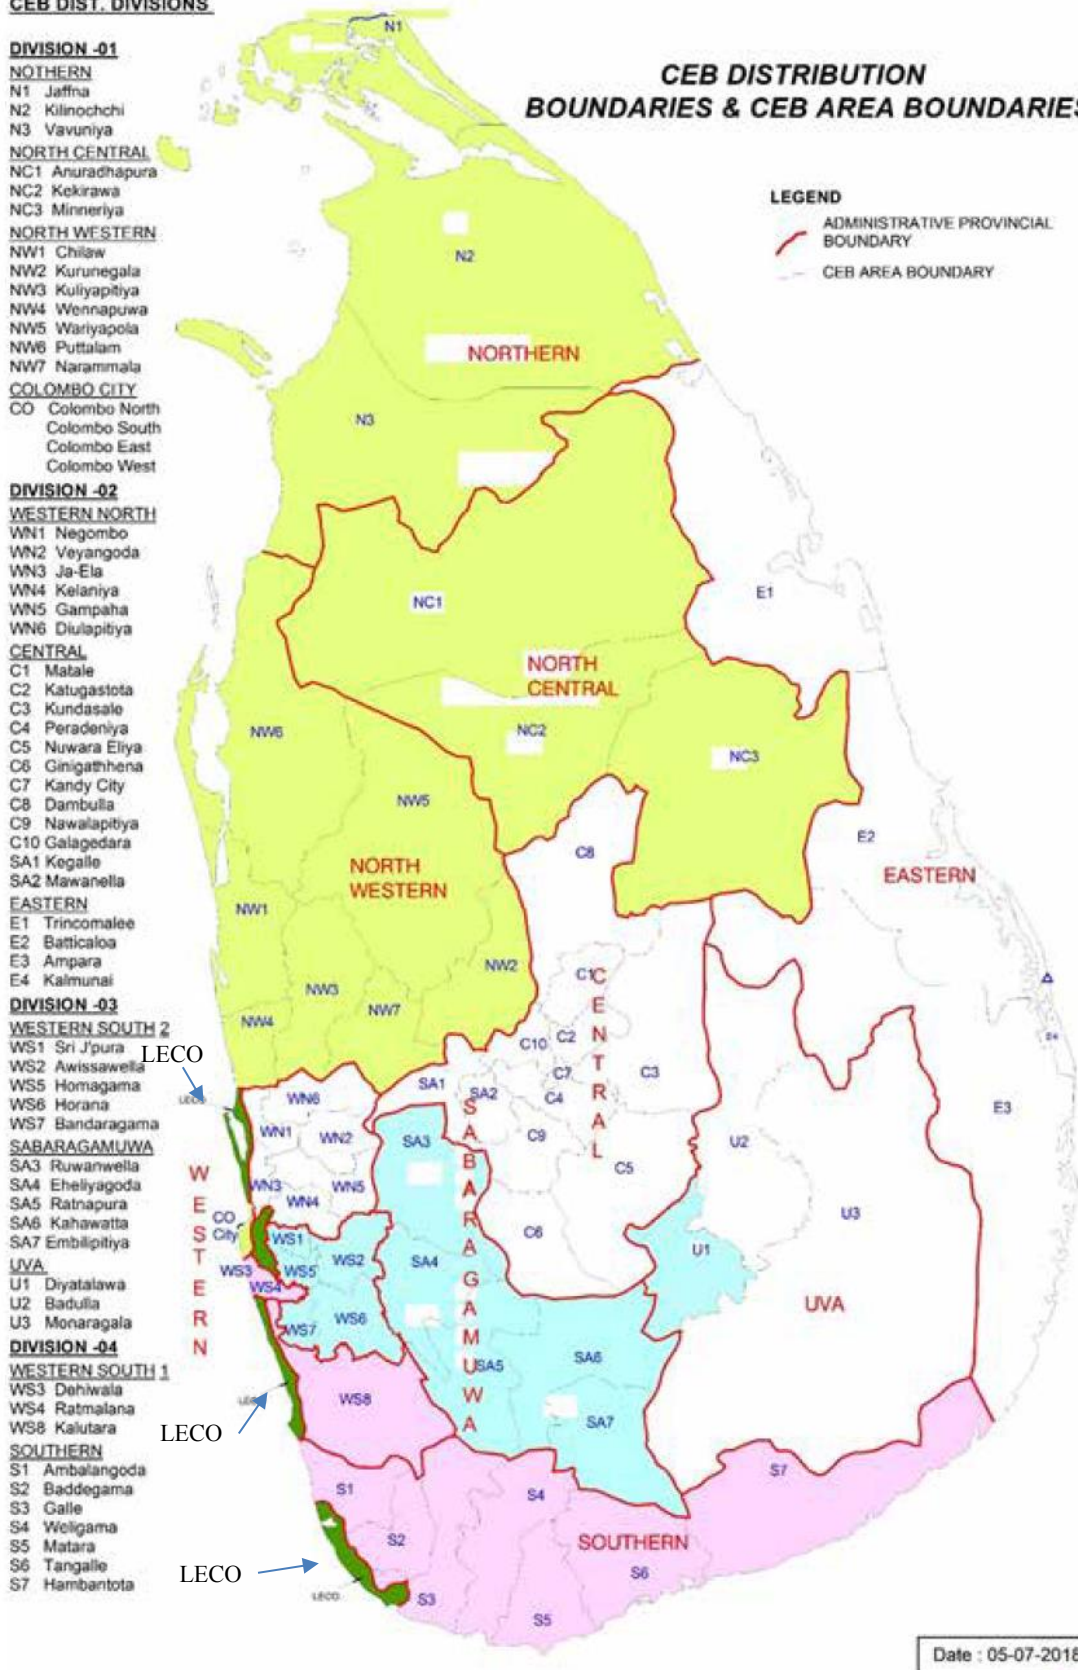 CEB DIST. DIVISIONS
DIVISION -01
NOTHERN
N1 Jaffna
N2 Kilinochchi
N3 Vavuniya
NORTH CENTRAL
NC1 Anuradhapura
NC2 Kekirawa
NC3 Minneriya
NORTH WESTERN
NW1 Chilaw
NW2 Kurunegala
NW3 Kuliyapitiya
NW4 Wennapuwa
NW5 Wariyapola
NW6 Puttalam
NW7 Narammala
COLOMBO CITY
CO Colombo North
Colombo South
Colombo East
Colombo West
DIVISION -02
WESTERN NORTH
WN1 Negombo
WN2 Veyangoda
WN3 Ja-Ela
WN4 Kelaniya
WN5 Gampaha
WN6 Diulapitiya
CENTRAL
C1 Matale
C2 Katugastota
C3 Kundasale
C4 Peradeniya
C5 Nuwara Eliya
C6 Ginigathhena
C7 Kandy City
C8 Dambulla
C9 Nawalapitiya
C10 Galagedara
SA1 Kegalle
SA2 Mawanella
EASTERN
E1 Trincomalee
E2 Batticaloa
E3 Ampara
E4 Kalmunai
DIVISION -03
WESTERN SOUTH 2
WS1 Sri J'pura
WS2 Awissawella
WS5 Homagama
WS6 Horana
WS7 Bandaragama
SABARAGAMUWA
SA3 Ruwanwella
SA4 Eheliyagoda
SA5 Ratnapura
SA6 Kahawatta
SA7 Embilipitiya
UVA
U1 Diyatalawa
U2 Badulla
U3 Monaragala
DIVISION -04
WESTERN SOUTH 1
WS3 Dehiwala
WS4 Ratmalana
WS8 Kalutara
SOUTHERN
S1 Ambalangoda
S2 Baddegama
S3 Galle
S4 Weligama
S5 Matara
S6 Tangalle
S7 Hambantota
CEB DISTRIBUTION
BOUNDARIES & CEB AREA BOUNDARIES
LEGEND
ADMINISTRATIVE PROVINCIAL
BOUNDARY
CEB AREA BOUNDARY
N1
N2
NORTHERN
N3
E1
NC1
NORTH
CENTRAL
NC2
NW6
NC3
NW5
E2
C8
NORTH
WESTERN
EASTERN
NW1
NW2
C1
NW3
NW7
NW4
CENTRAL
C10
C2
E4
LECO
C7
C3
SA1
SA2
C4
WN6
E3
WN1
WN2
SA3
C9
U2
SABARAGAMUWA
C5
WESTERN
WN3
WN5
WN4
U3
CO
City
WS1
WS2
C6
SA4
U1
WS3
WS5
WS4
UVA
WS7
WS6
SA5
SA6
WS8
SA7
LECO
S7
S1
S4
S2
SOUTHERN
LECO
S6
LECO
S3
S5
Date : 05-07-2018